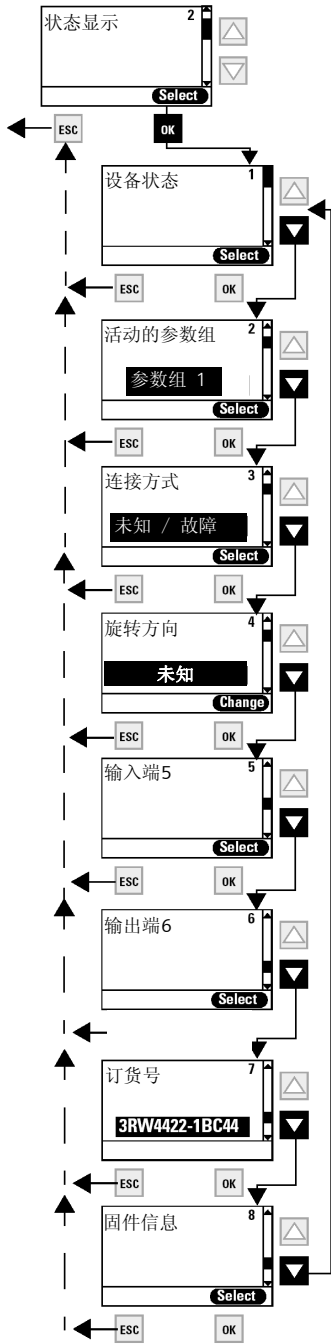 状态显示
2
Select
ESC
OK
设备状态
1
Select
ESC
OK
活动的参数组
2
参数组 1
Select
ESC
OK
连接方式
3
未知 / 故障
Select
ESC
OK
旋转方向
4
未知
Change
ESC
OK
输入端5
5
Select
ESC
OK
输出端6
6
Select
订货号
7
3RW4422-1BC44
ESC
OK
固件信息
8
Select
ESC
OK